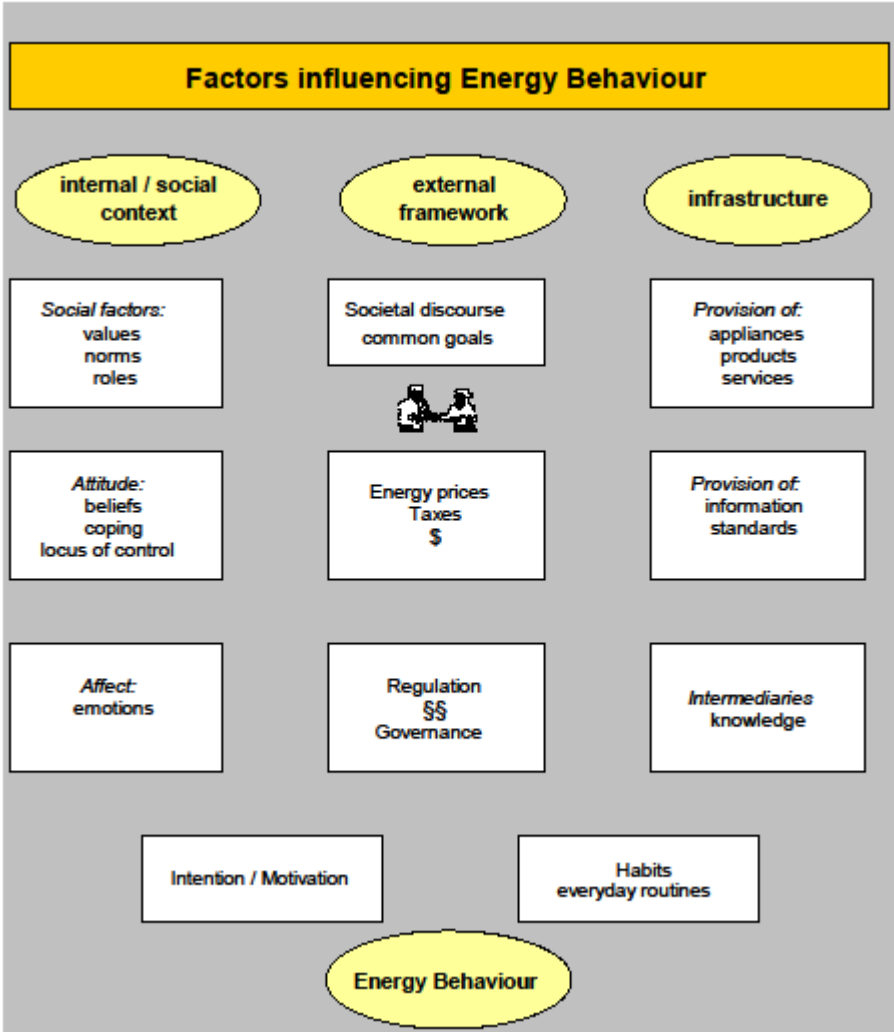 Factors influencing Energy Behaviour
internal / social
context
external
framework
infrastructure
Social factors:
values
norms
roles
Societal discourse
common goals
Provision of:
appliances
products
services
Attitude:
beliefs
coping
locus of control
Energy prices
Taxes
$
Provision of:
information
standards
Affect:
emotions
Regulation
§§
Governance
Intermediaries
knowledge
Intention / Motivation
Habits
everyday routines
Energy Behaviour